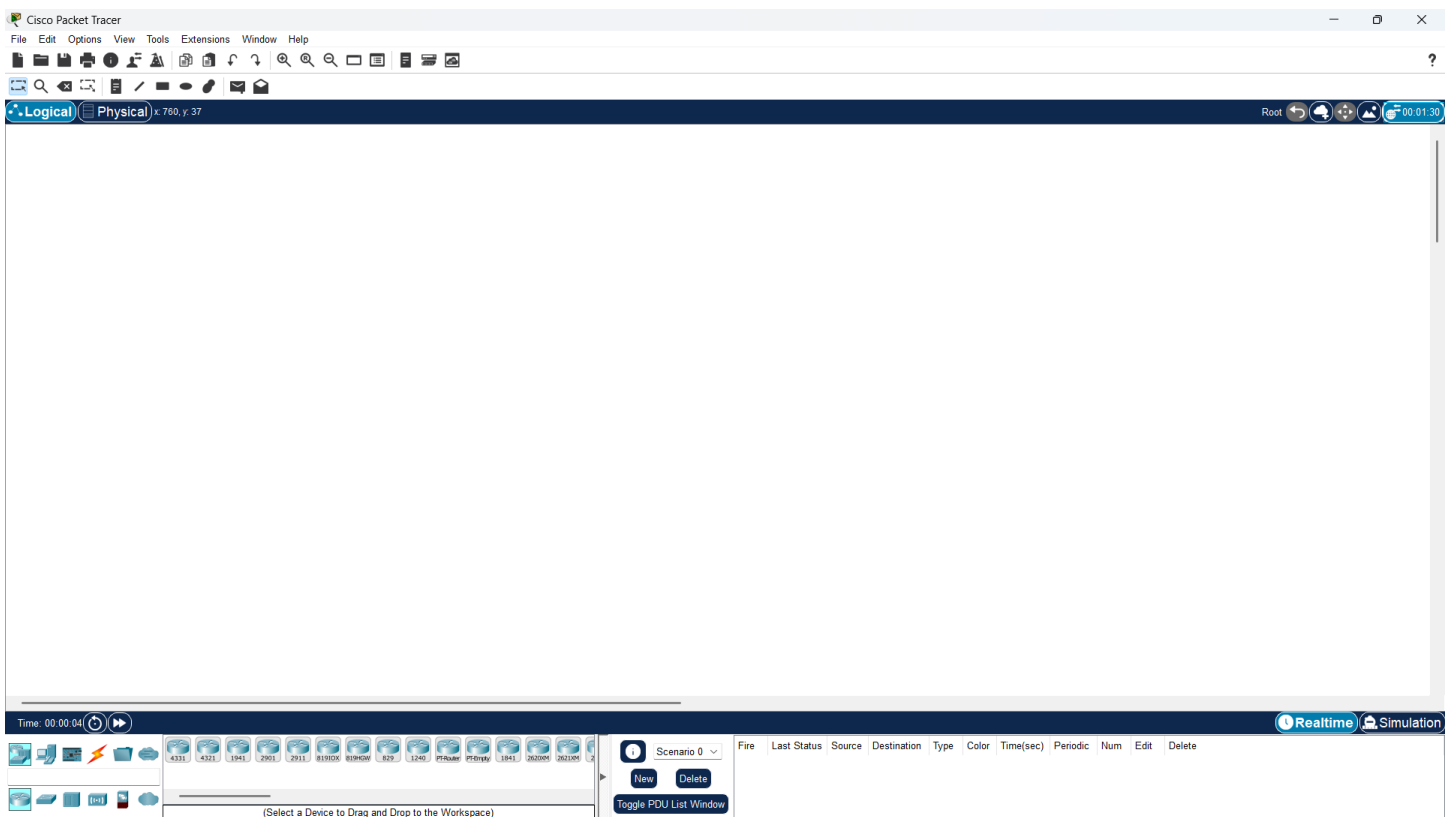 Cisco Packet Tracer
File Edit Options View Tools Extensions Window Help
?
Logical Physical x: 760, y: 37 Root 00:01:30
Time: 00:00:04 Realtime Simulation
4331 4321 1941 2901 2911 819IOX 819HGW 829 1240 PT-Router PT-Empty 1841 2620XM 2621XM 2
Scenario 0
New Delete
Toggle PDU List Window
Fire Last Status Source Destination Type Color Time(sec) Periodic Num Edit Delete
(Select a Device to Drag and Drop to the Workspace)